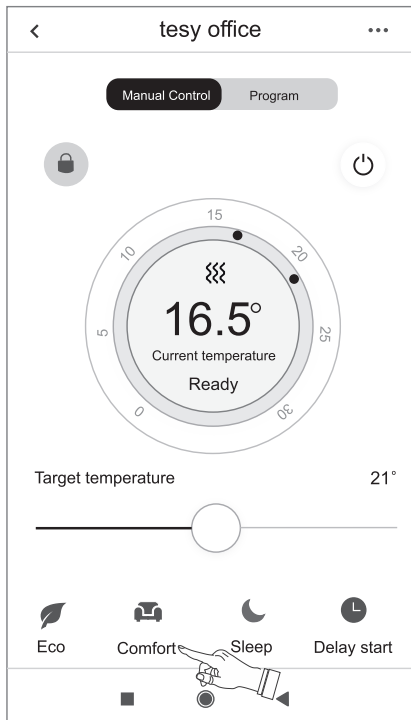 tesy office
Manual Control Program
15
10 20
5 25
0 30
16.5°
Current temperature
Ready
Target temperature 21°
Eco Comfort Sleep Delay start